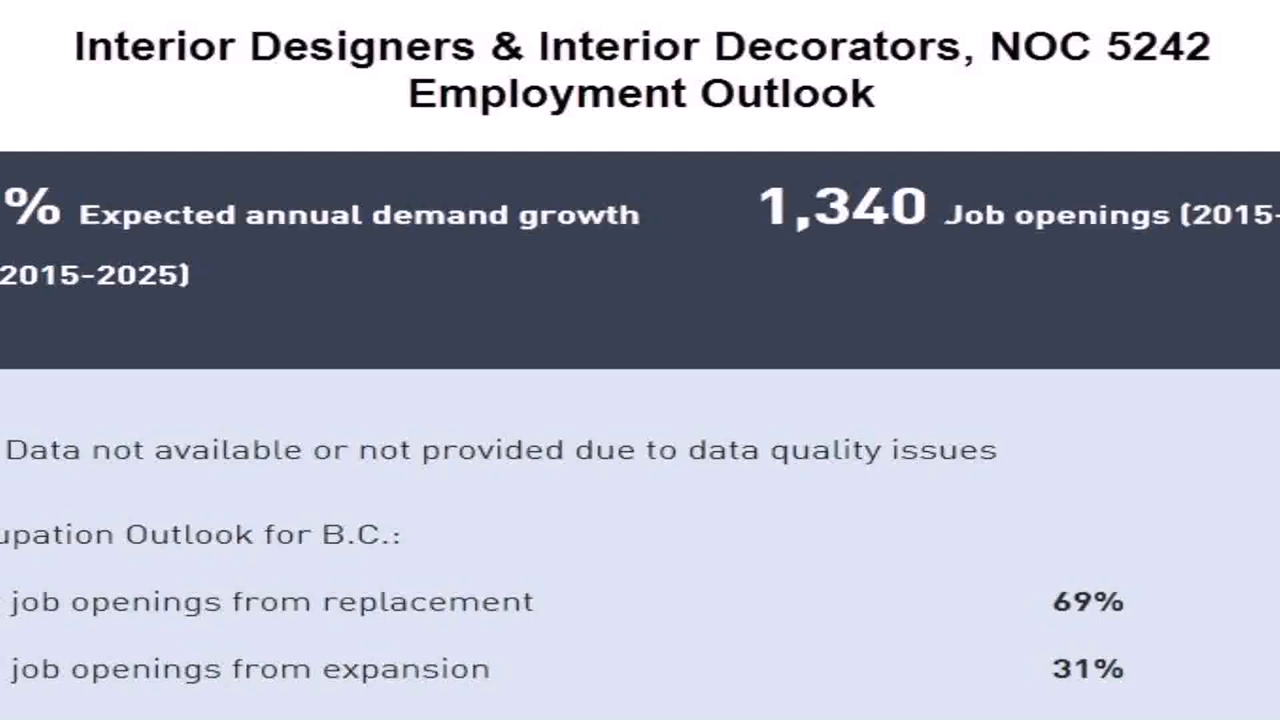 Interior Designers & Interior Decorators, NOC 5242
Employment Outlook
% Expected annual demand growth
2015-2025)
1,340 Job openings (2015-
Data not available or not provided due to data quality issues
upation Outlook for B.C.:
job openings from replacement 69%
job openings from expansion 31%